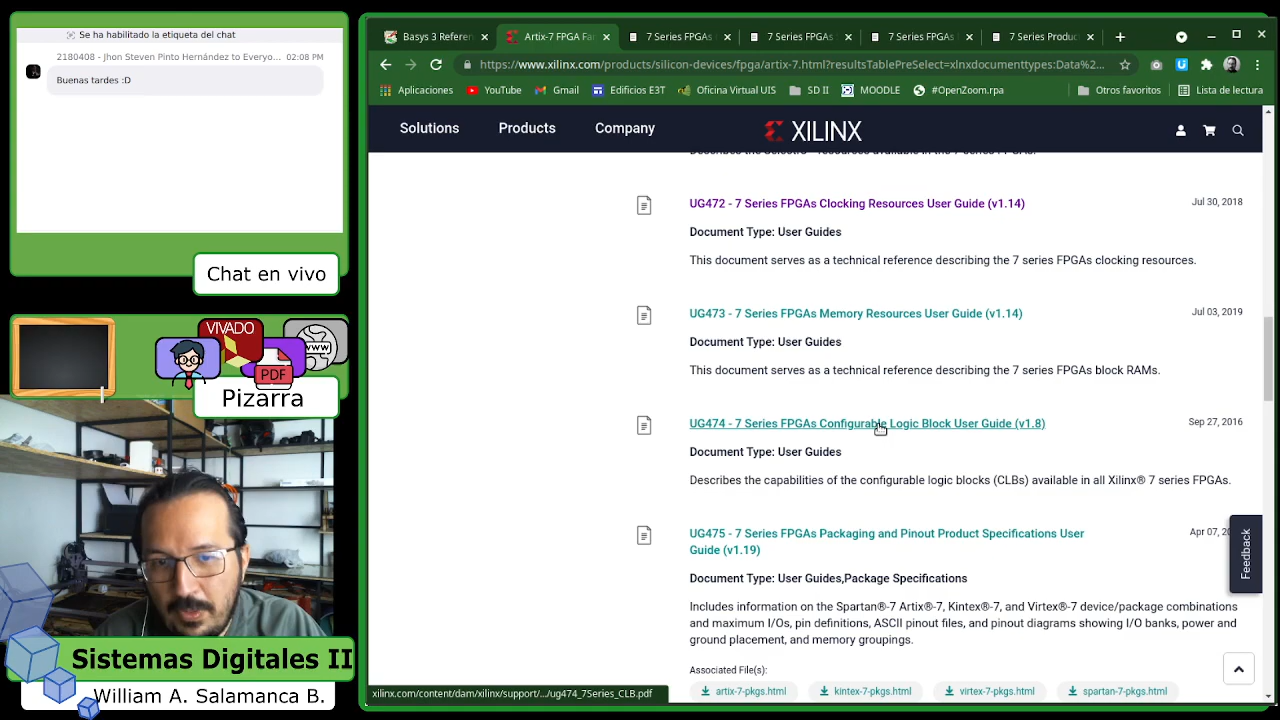 Se ha habilitado la etiqueta del chat
2180408 - Jhon Steven Pinto Hernández to Everyo... 02:08 PM
Buenas tardes :D
Chat en vivo
VIVADO
WWW
PDF
Pizarra
Sistemas Digitales II
William A. Salamanca B.
Basys 3 Referen
Artix-7 FPGA Fa
7 Series FPGAs
7 Series FPGAs
7 Series FPGAs
7 Series Produc
https://www.xilinx.com/products/silicon-devices/fpga/artix-7.html?resultsTablePreSelect=xlnxdocumenttypes:Data%2...
Aplicaciones
YouTube
Gmail
Edificios E3T
Oficina Virtual UIS
SD II
MOODLE
#OpenZoom.rpa
Otros favoritos
Lista de lectura
Solutions
Products
Company
XILINX
UG472 - 7 Series FPGAs Clocking Resources User Guide (v1.14)
Jul 30, 2018
Document Type: User Guides
This document serves as a technical reference describing the 7 series FPGAs clocking resources.
UG473 - 7 Series FPGAs Memory Resources User Guide (v1.14)
Jul 03, 2019
Document Type: User Guides
This document serves as a technical reference describing the 7 series FPGAs block RAMs.
UG474 - 7 Series FPGAs Configurable Logic Block User Guide (v1.8)
Sep 27, 2016
Document Type: User Guides
Describes the capabilities of the configurable logic blocks (CLBs) available in all Xilinx® 7 series FPGAs.
UG475 - 7 Series FPGAs Packaging and Pinout Product Specifications User
Guide (v1.19)
Apr 07,
Document Type: User Guides,Package Specifications
Includes information on the Spartan®-7 Artix®-7, Kintex®-7, and Virtex®-7 device/package combinations
and maximum I/Os, pin definitions, ASCII pinout files, and pinout diagrams showing I/O banks, power and
ground placement, and memory groupings.
Associated File(s):
artix-7-pkgs.html
kintex-7-pkgs.html
virtex-7-pkgs.html
spartan-7-pkgs.html
Feedback
xilinx.com/content/dam/xilinx/support/.../ug474_7Series_CLB.pdf